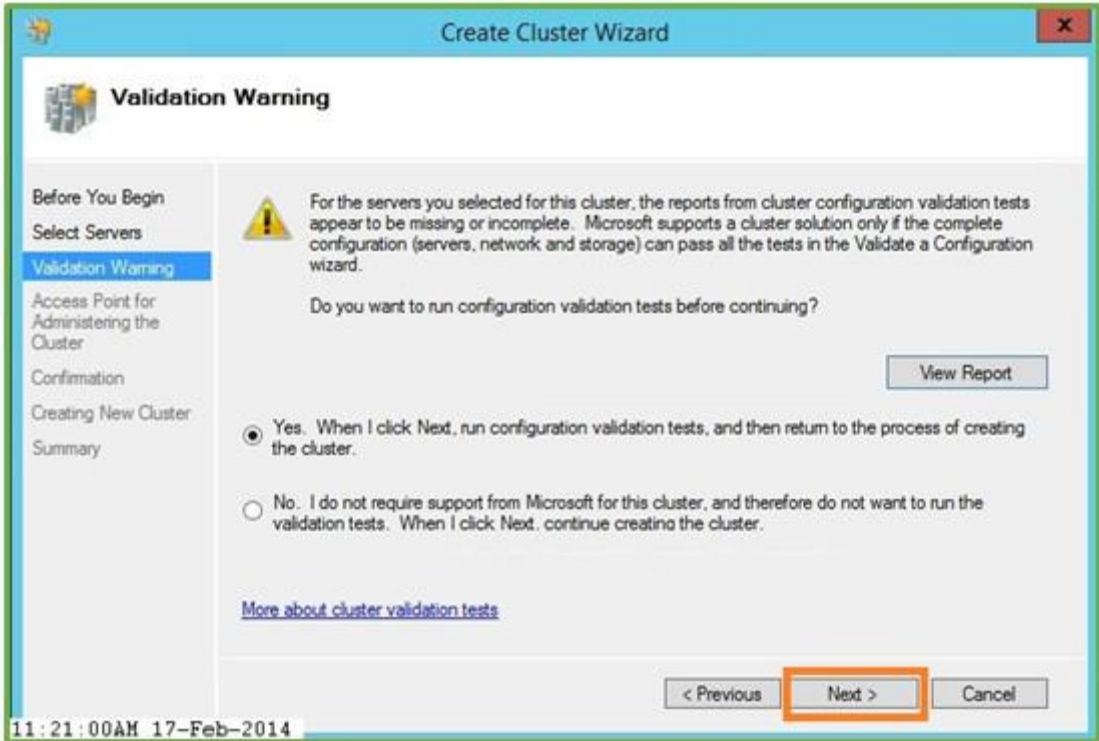 Create Cluster Wizard
x
Validation Warning
Before You Begin
Select Servers
Validation Warning
Access Point for
Administering the
Cluster
Confirmation
Creating New Cluster
Summary
For the servers you selected for this cluster, the reports from cluster configuration validation tests
appear to be missing or incomplete.  Microsoft supports a cluster solution only if the complete
configuration (servers, network and storage) can pass all the tests in the Validate a Configuration
wizard.
Do you want to run configuration validation tests before continuing?
View Report
Yes.  When I click Next, run configuration validation tests, and then return to the process of creating
the cluster.
No.  I do not require support from Microsoft for this cluster, and therefore do not want to run the
validation tests.  When I click Next, continue creating the cluster.
More about cluster validation tests
< Previous
Next >
Cancel
11:21:00AM 17-Feb-2014